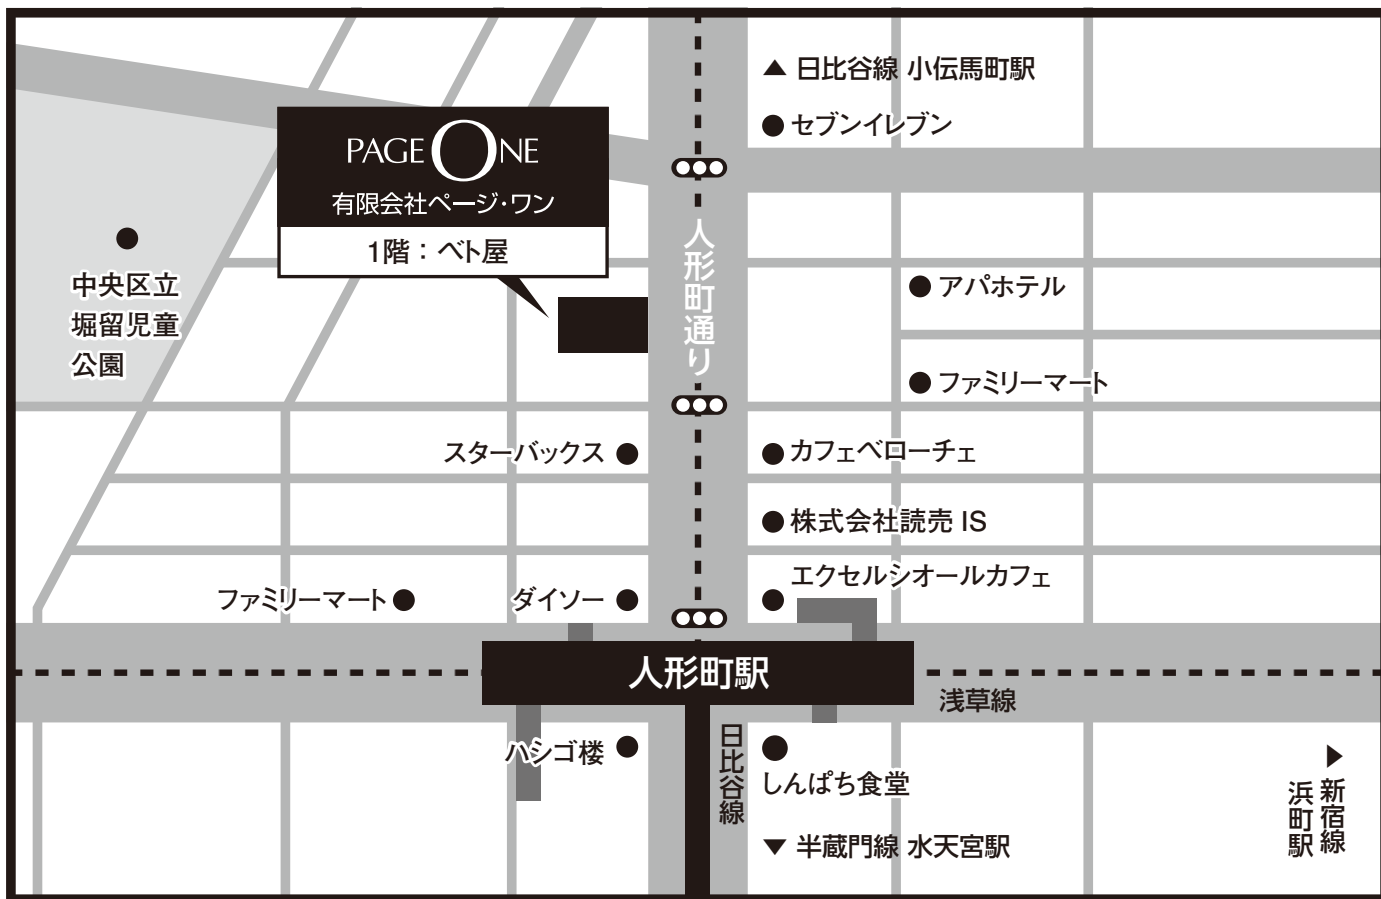 ▲ 日比谷線 小伝馬町駅
セブンイレブン
PAGE ONE
有限会社ページ・ワン
1階：ベト屋
人形町通り
中央区立
堀留児童
公園
アパホテル
ファミリーマート
スターバックス
カフェベローチェ
株式会社読売 IS
エクセルシオールカフェ
ファミリーマート
ダイソー
人形町駅
浅草線
ハシゴ楼
日比谷線
しんぱち食堂
▼ 半蔵門線 水天宮駅
▶ 新宿線
浜町駅